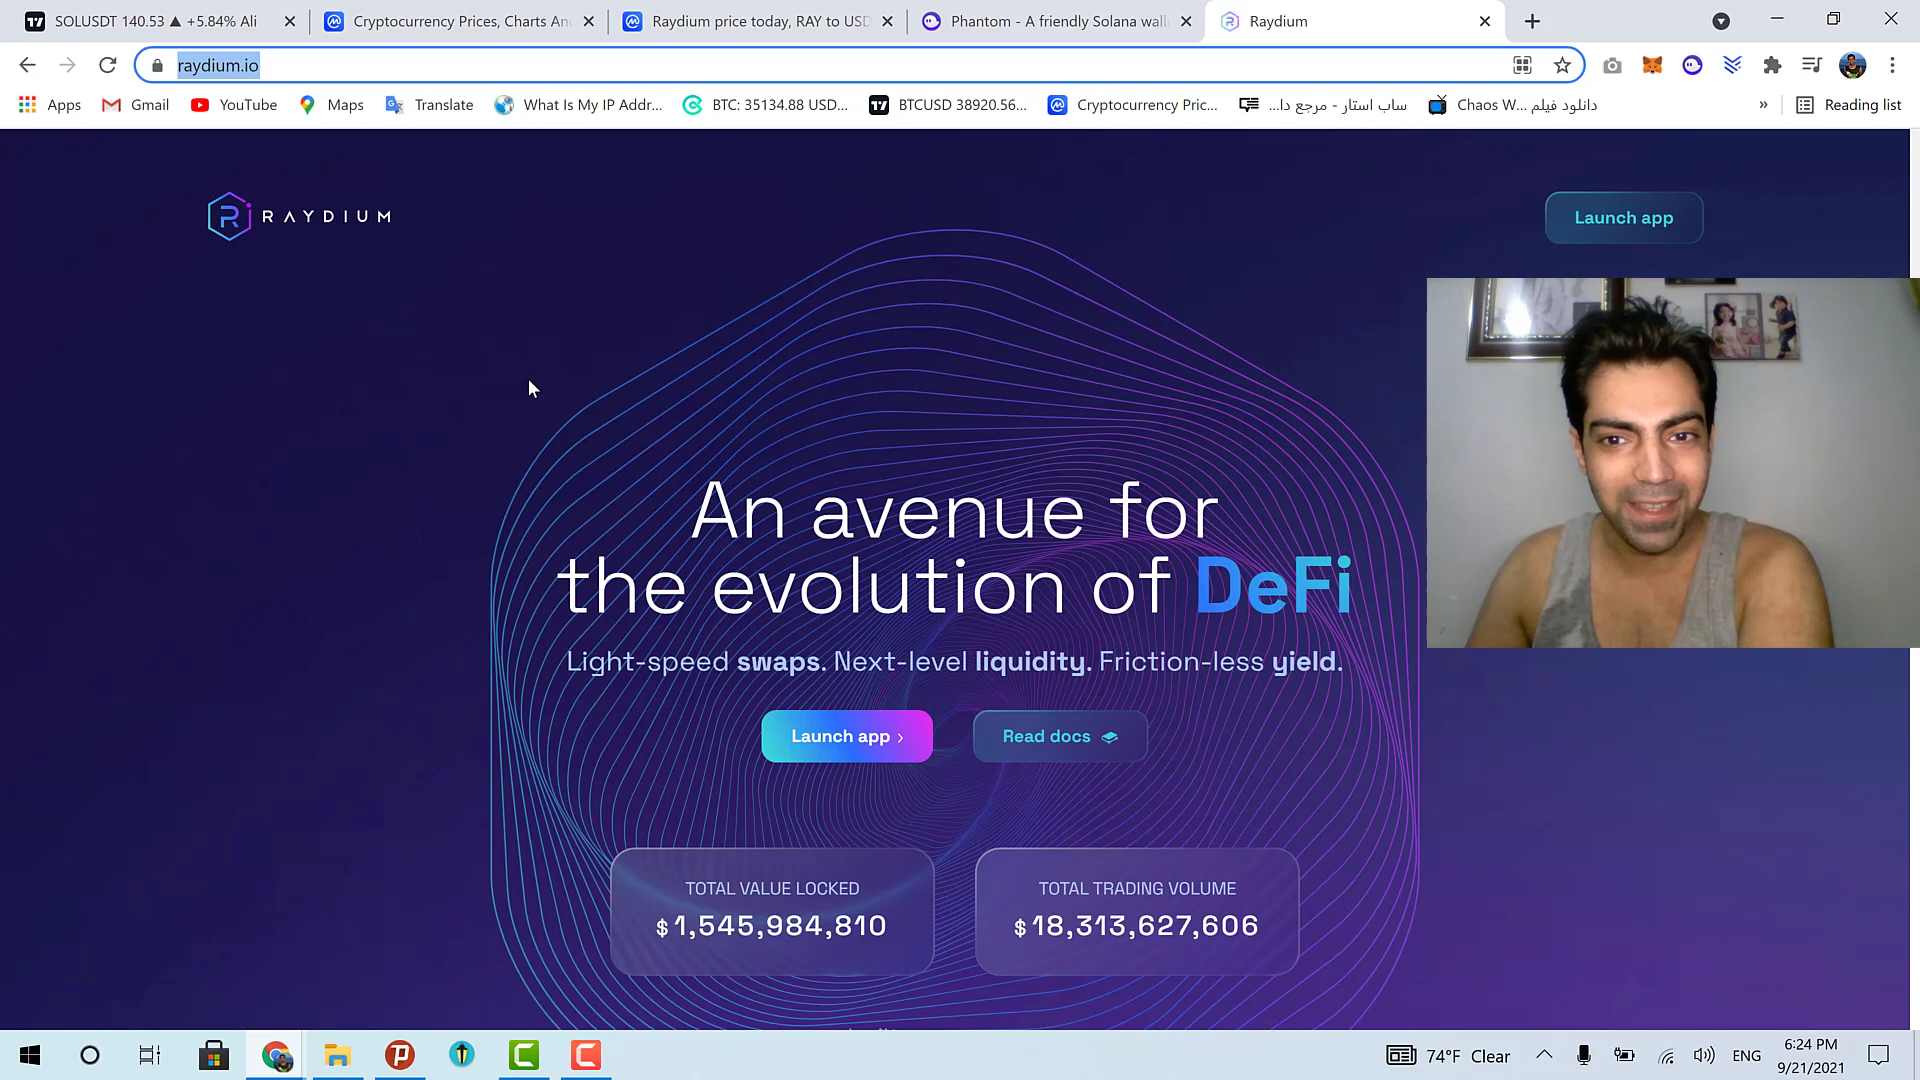 SOLUSDT 140.53 ▲ +5.84% Ali
Cryptocurrency Prices, Charts An
Raydium price today, RAY to USD
Phantom - A friendly Solana wall
Raydium
raydium.io
Apps
Gmail
YouTube
Maps
Translate
What Is My IP Addr...
BTC: 35134.88 USD...
BTCUSD 38920.56...
Cryptocurrency Pric...
ساب استار - مرجع دا...
دانلود فیلم Chaos W...
»
Reading list
RAYDIUM
Launch app
An avenue for
the evolution of DeFi
Light-speed swaps. Next-level liquidity. Friction-less yield.
Launch app ›
Read docs
TOTAL VALUE LOCKED
$1,545,984,810
TOTAL TRADING VOLUME
$18,313,627,606
74°F Clear
ENG
6:24 PM
9/21/2021